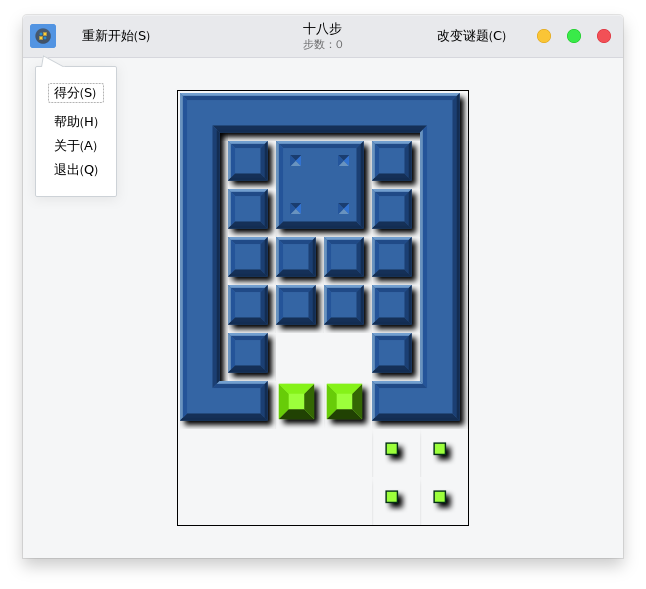 重新开始(S)
十八步
步数：0
改变谜题(C)
得分(S)
帮助(H)
关于(A)
退出(Q)